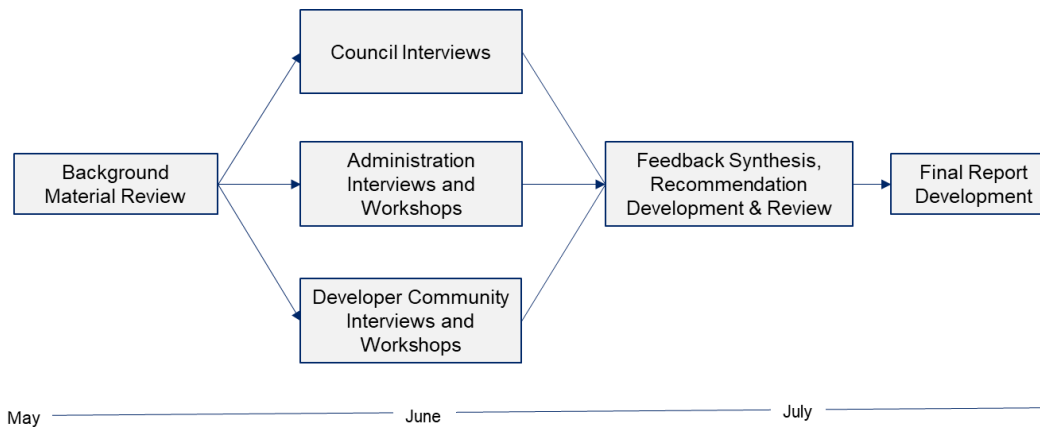 Council Interviews
Background
Material Review
Administration
Interviews and
Workshops
Developer Community
Interviews and
Workshops
Feedback Synthesis,
Recommendation
Development & Review
Final Report
Development
May
June
July